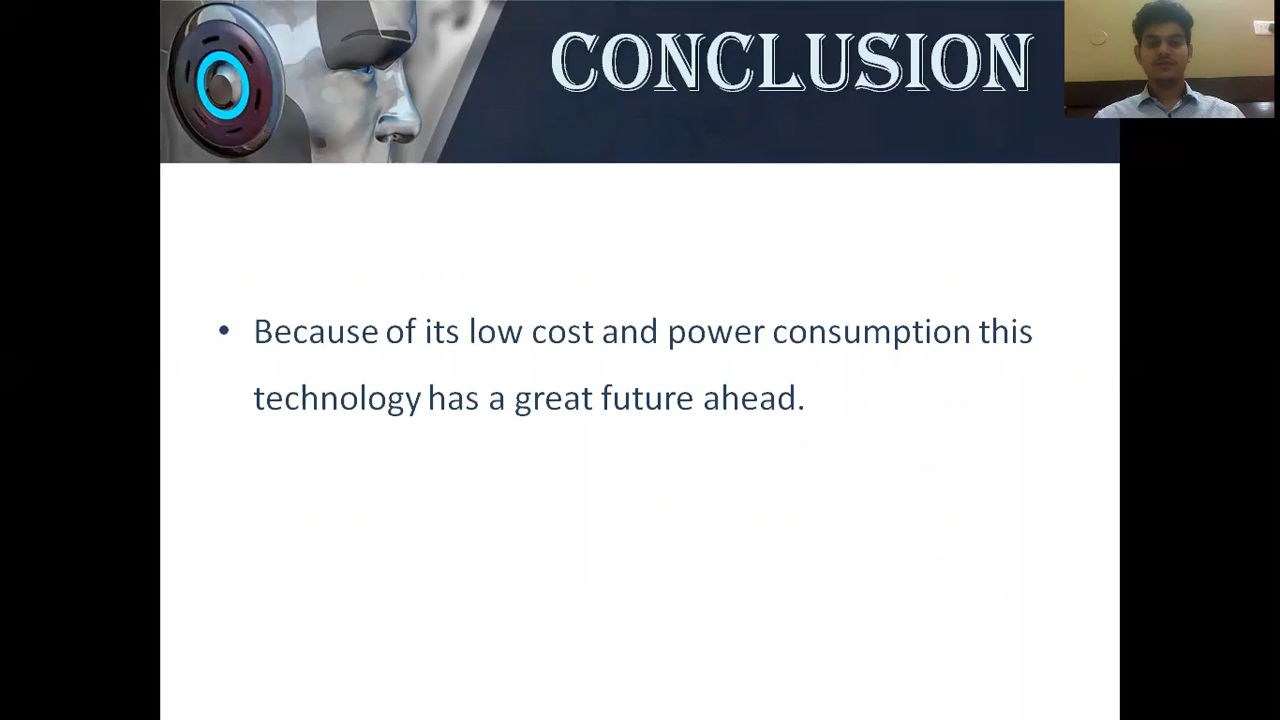 CONCLUSION
• Because of its low cost and power consumption this
technology has a great future ahead.